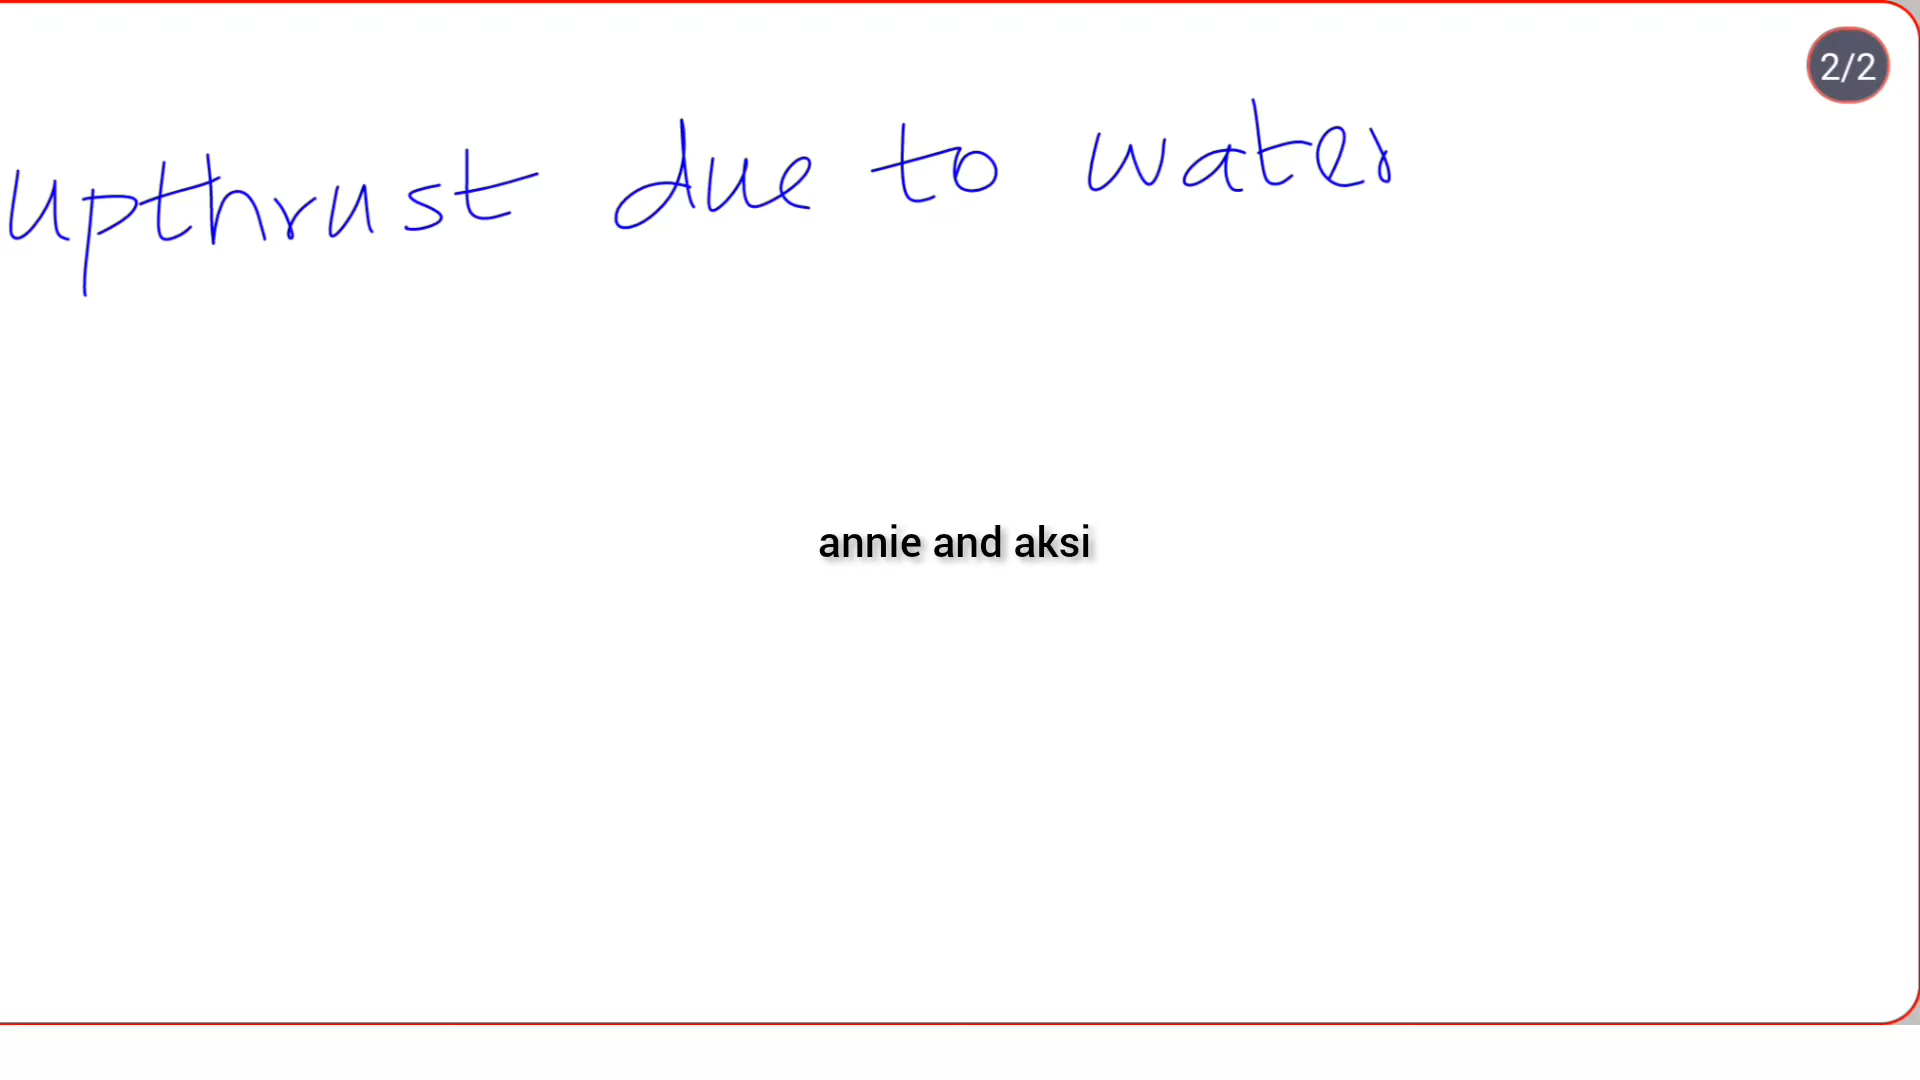 2/2
upthrust due to water
annie and aksi